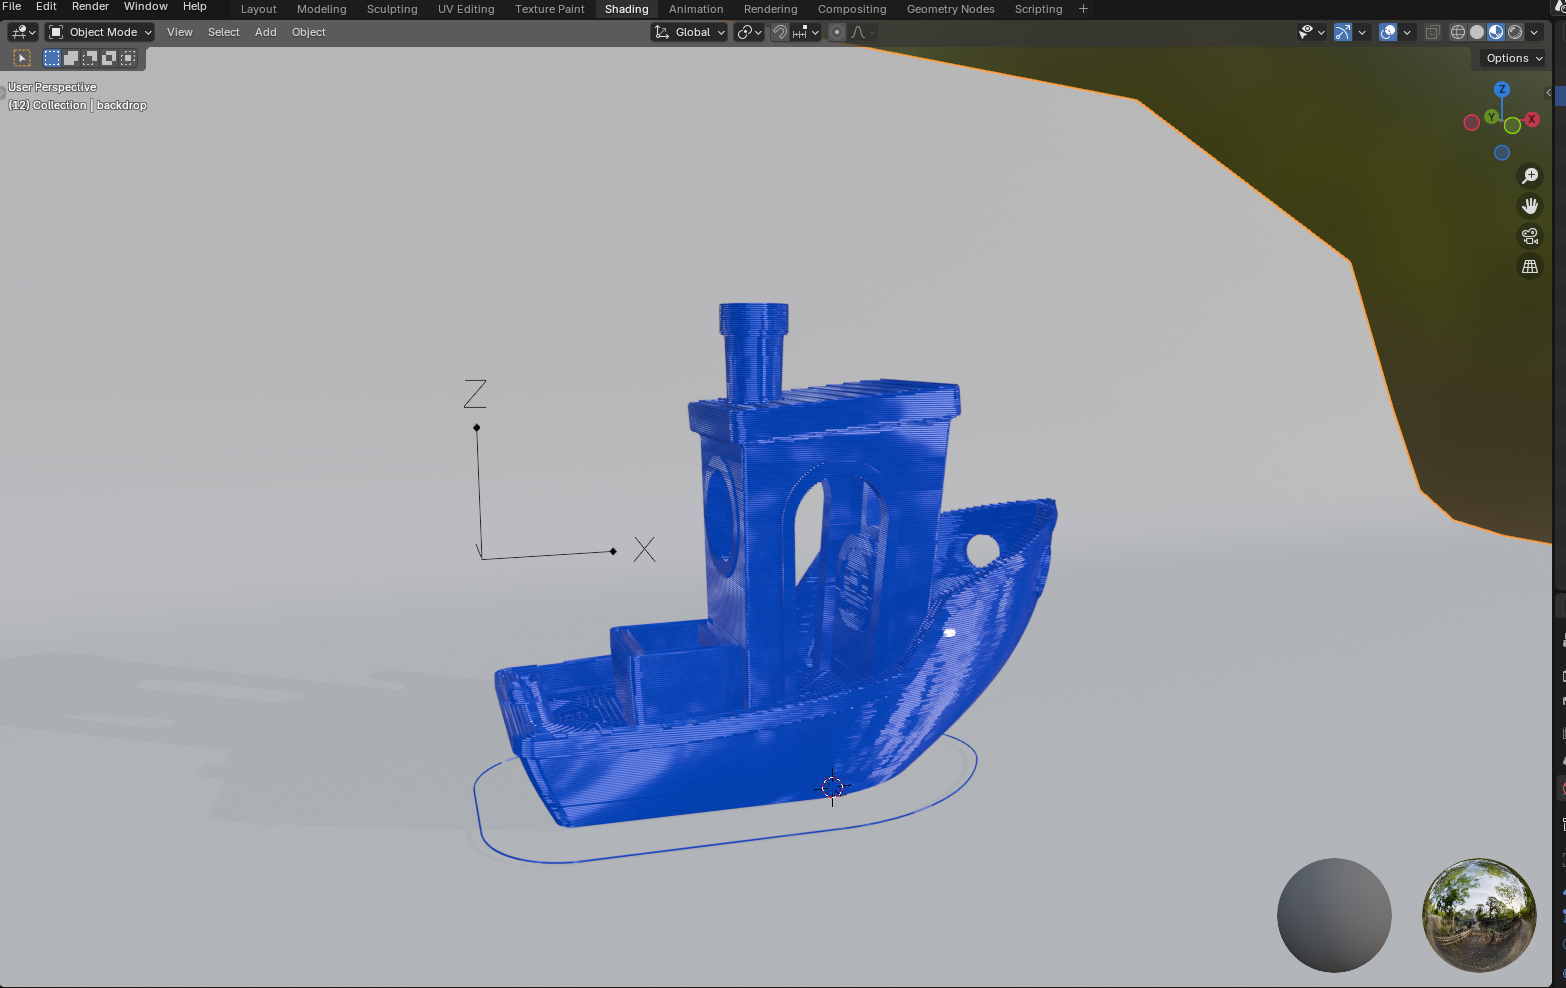 File Edit Render Window Help Layout Modeling Sculpting UV Editing Texture Paint Shading Animation Rendering Compositing Geometry Nodes Scripting +
Object Mode View Select Add Object Global
Options
User Perspective
(12) Collection | backdrop
Z
Y X
Z
X